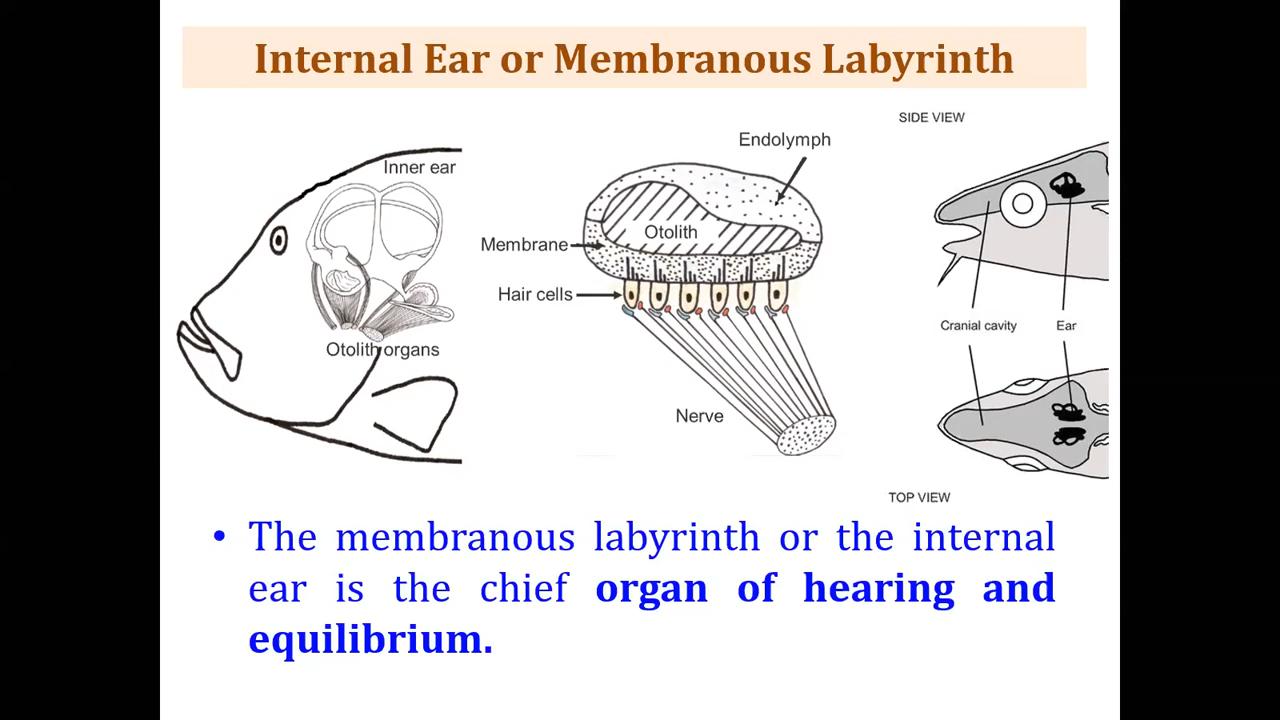 Internal Ear or Membranous Labyrinth
SIDE VIEW
Endolymph
Inner ear
Otolith
Membrane
Hair cells
Cranial cavity
Ear
Otolith organs
Nerve
TOP VIEW
• The membranous labyrinth or the internal
ear is the chief organ of hearing and
equilibrium.